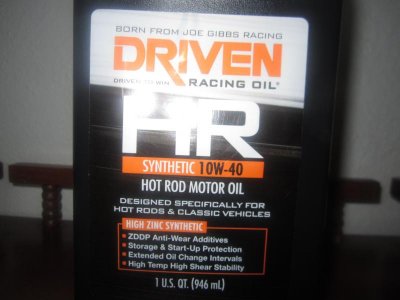 BORN FROM JOE GIBBS RACING
DRIVEN
DRIVEN TO WIN RACING OIL®
HR
SYNTHETIC 10W-40
HOT ROD MOTOR OIL
DESIGNED SPECIFICALLY FOR
HOT RODS & CLASSIC VEHICLES
HIGH ZINC SYNTHETIC
• ZDDP Anti-Wear Additives
• Storage & Start-Up Protection
• Extended Oil Change Intervals
• High Temp High Shear Stability
1 U.S. QT. (946 mL)